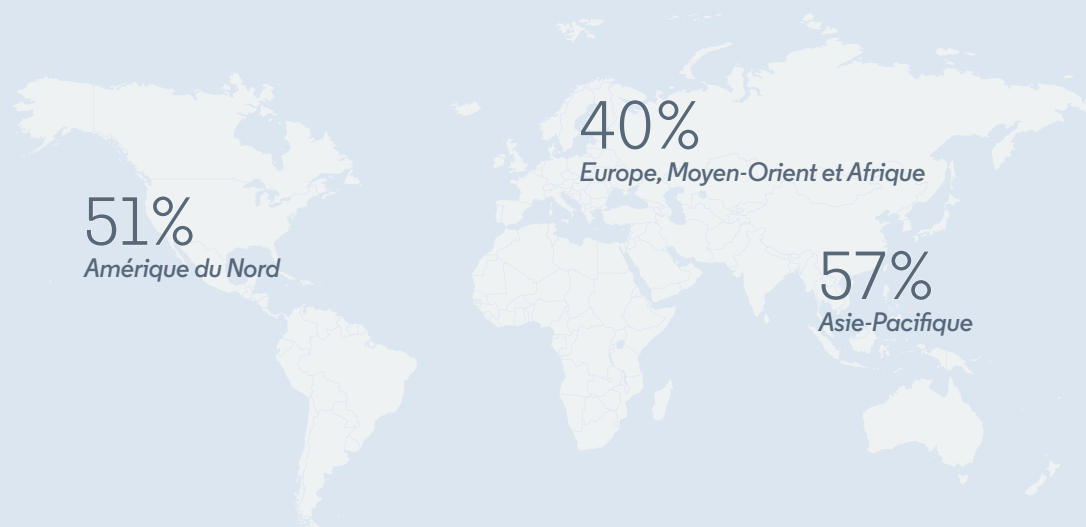 40%
Europe, Moyen-Orient et Afrique
51%
Amérique du Nord
57%
Asie-Pacifique